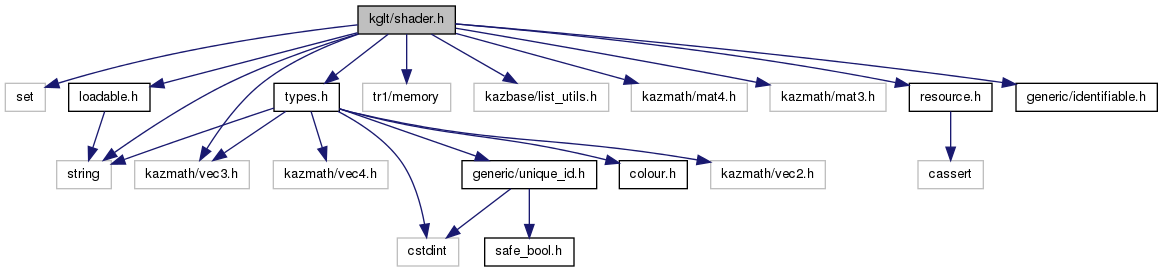 kglt/shader.h
set
loadable.h
types.h
tr1/memory
kazbase/list_utils.h
kazmath/mat4.h
kazmath/mat3.h
resource.h
generic/identifiable.h
string
kazmath/vec3.h
kazmath/vec4.h
generic/unique_id.h
colour.h
kazmath/vec2.h
cassert
cstdint
safe_bool.h